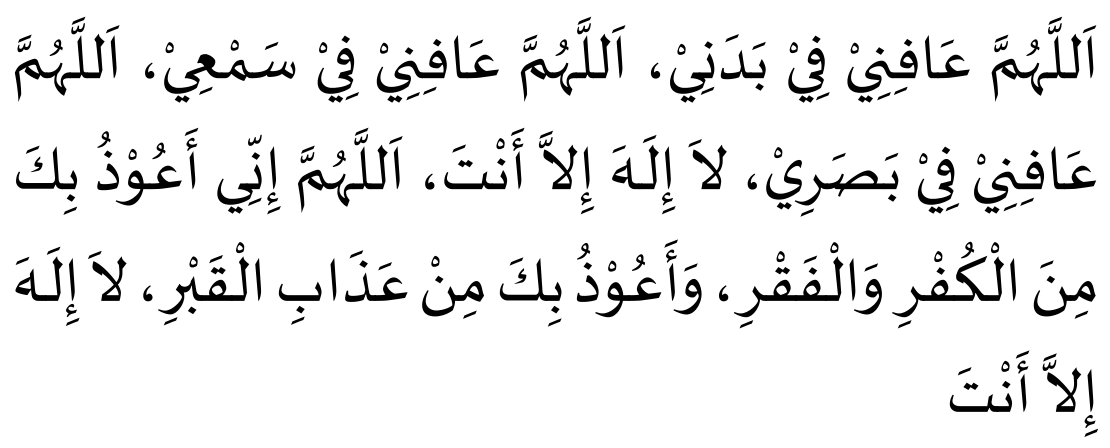 اَللَّهُمَّ عَافِنِيْ فِيْ بَدَنِيْ، اَللَّهُمَّ عَافِنِيْ فِيْ سَمْعِيْ، اَللَّهُمَّ
عَافِنِيْ فِيْ بَصَرِيْ، لاَ إِلَهَ إِلاَّ أَنْتَ، اَللَّهُمَّ إِنِّي أَعُوْذُ بِكَ
مِنَ الْكُفْرِ وَالْفَقْرِ، وَأَعُوْذُ بِكَ مِنْ عَذَابِ الْقَبْرِ، لاَ إِلَهَ
إِلاَّ أَنْتَ